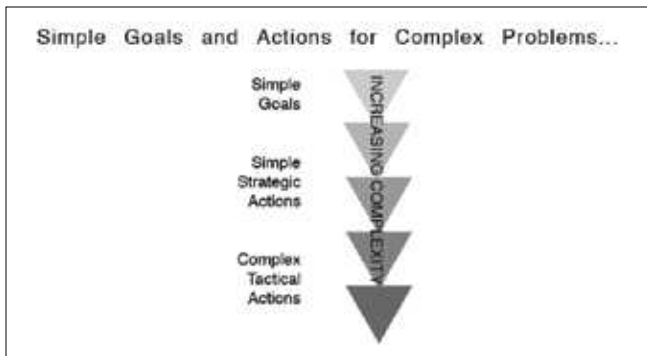 Simple Goals and Actions for Complex Problems...
Simple
Goals
INCREASING COMPLEXITY
Simple
Strategic
Actions
Complex
Tactical
Actions